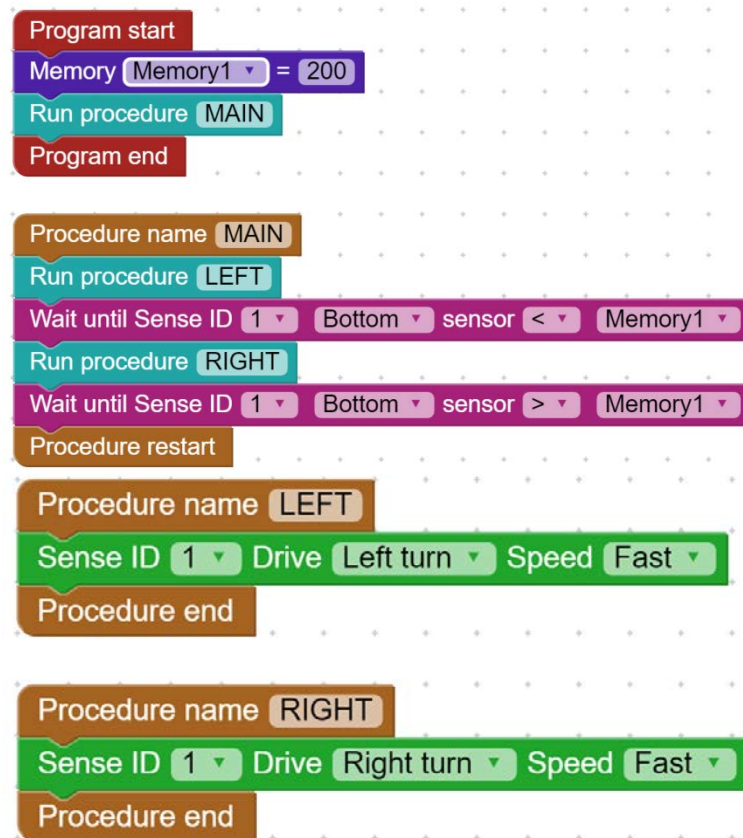 Program start
Memory Memory1 = 200
Run procedure MAIN
Program end
Procedure name MAIN
Run procedure LEFT
Wait until Sense ID 1 Bottom sensor < Memory1
Run procedure RIGHT
Wait until Sense ID 1 Bottom sensor > Memory1
Procedure restart
Procedure name LEFT
Sense ID 1 Drive Left turn Speed Fast
Procedure end
Procedure name RIGHT
Sense ID 1 Drive Right turn Speed Fast
Procedure end